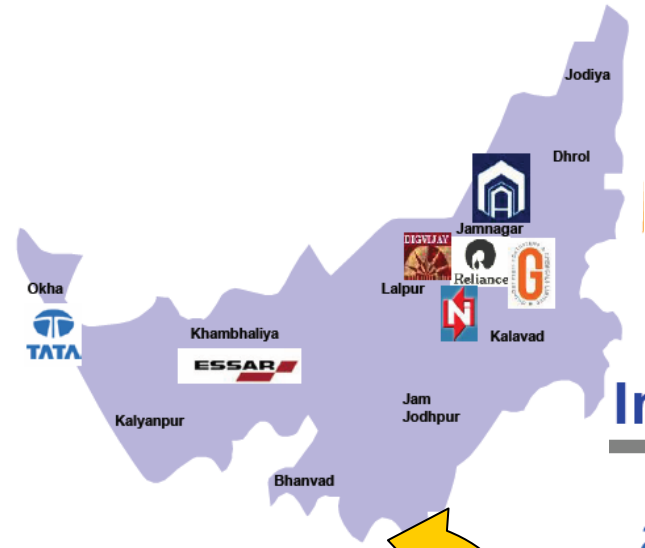 Jodiya
Dhrol
Jamnagar
DIGVIJAY
Reliance
G
Okha
Lalpur
N
TATA
Khambhaliya
Kalavad
ESSAR
Jam
Jodhpur
Kalyanpur
Bhanvad